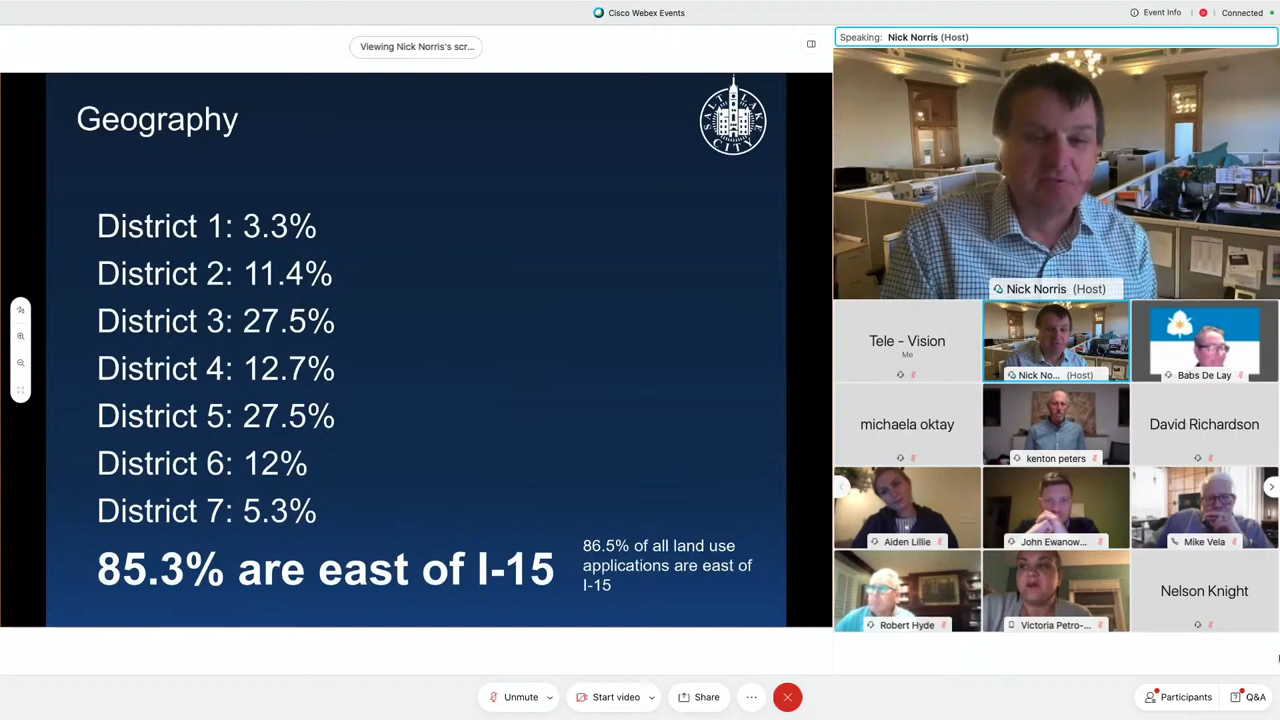 Cisco Webex Events
Event Info
Connected
Viewing Nick Norris's scr...
Speaking: Nick Norris (Host)
Geography
SALT LAKE CITY
District 1: 3.3%
District 2: 11.4%
District 3: 27.5%
District 4: 12.7%
District 5: 27.5%
District 6: 12%
District 7: 5.3%
85.3% are east of I-15
86.5% of all land use
applications are east of
I-15
Nick Norris (Host)
Tele - Vision
Me
Nick No... (Host)
Babs De Lay
michaela oktay
kenton peters
David Richardson
Aiden Lillie
John Ewanow...
Mike Vela
Robert Hyde
Victoria Petro-...
Nelson Knight
Unmute
Start video
Share
Participants
Q&A